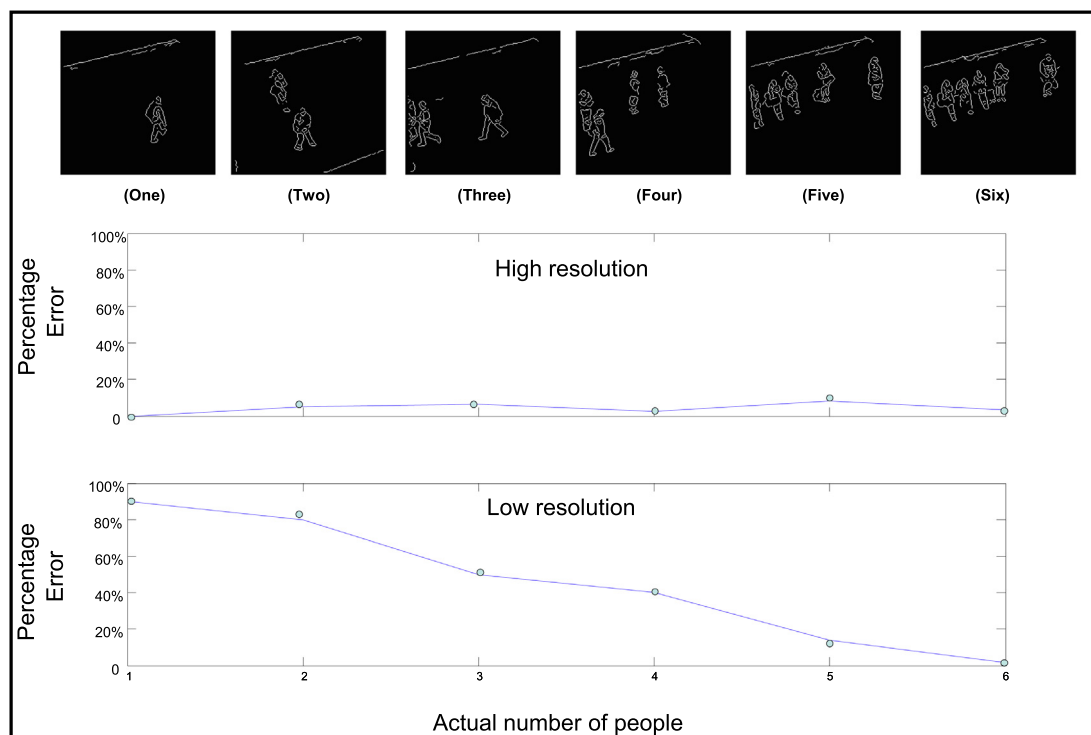 (One) (Two) (Three) (Four) (Five) (Six)
High resolution
Percentage
Error
100%
80%
60%
40%
20%
0
Low resolution
Percentage
Error
100%
80%
60%
40%
20%
0
1 2 3 4 5 6
Actual number of people